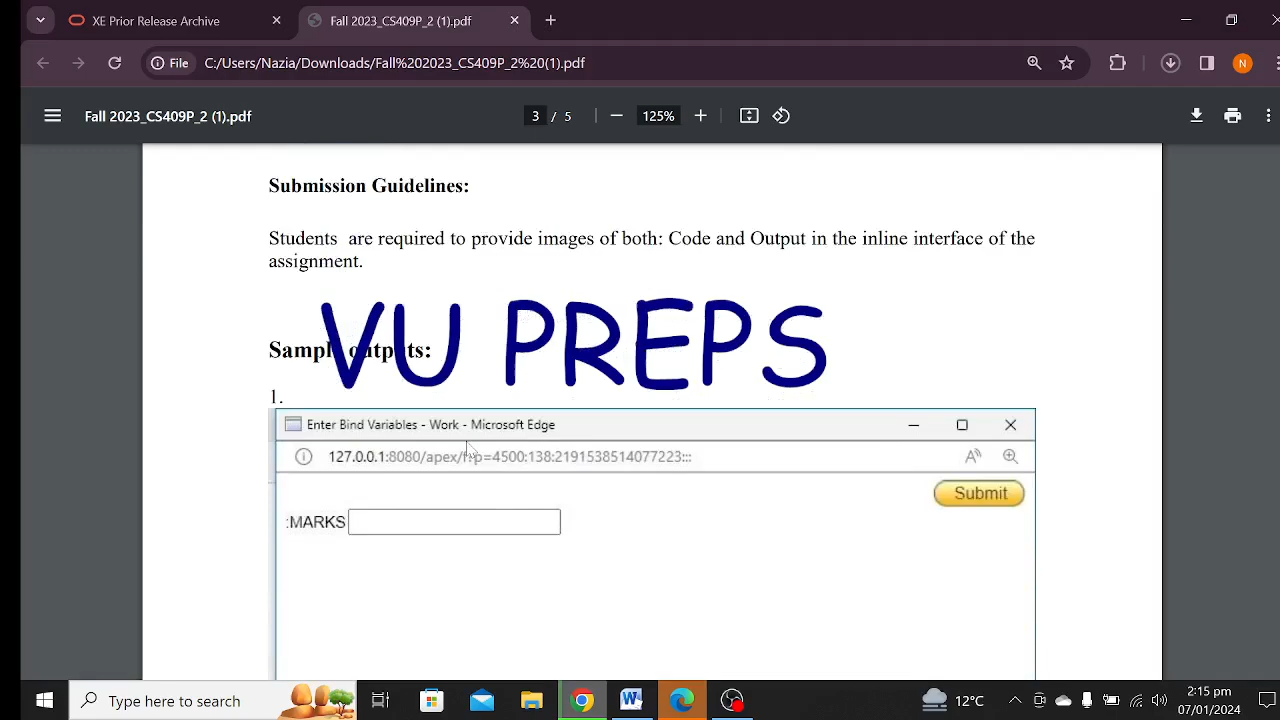 XE Prior Release Archive
Fall 2023_CS409P_2 (1).pdf
File
C:/Users/Nazia/Downloads/Fall%202023_CS409P_2%20(1).pdf
N
Fall 2023_CS409P_2 (1).pdf
3 / 5
125%
Submission Guidelines:
Students are required to provide images of both: Code and Output in the inline interface of the
assignment.
VU PREPS
Sample outputs:
1.
Enter Bind Variables - Work - Microsoft Edge
127.0.0.1:8080/apex/f?p=4500:138:2191538514077223:::
Submit
:MARKS
Type here to search
12°C
2:15 pm
07/01/2024